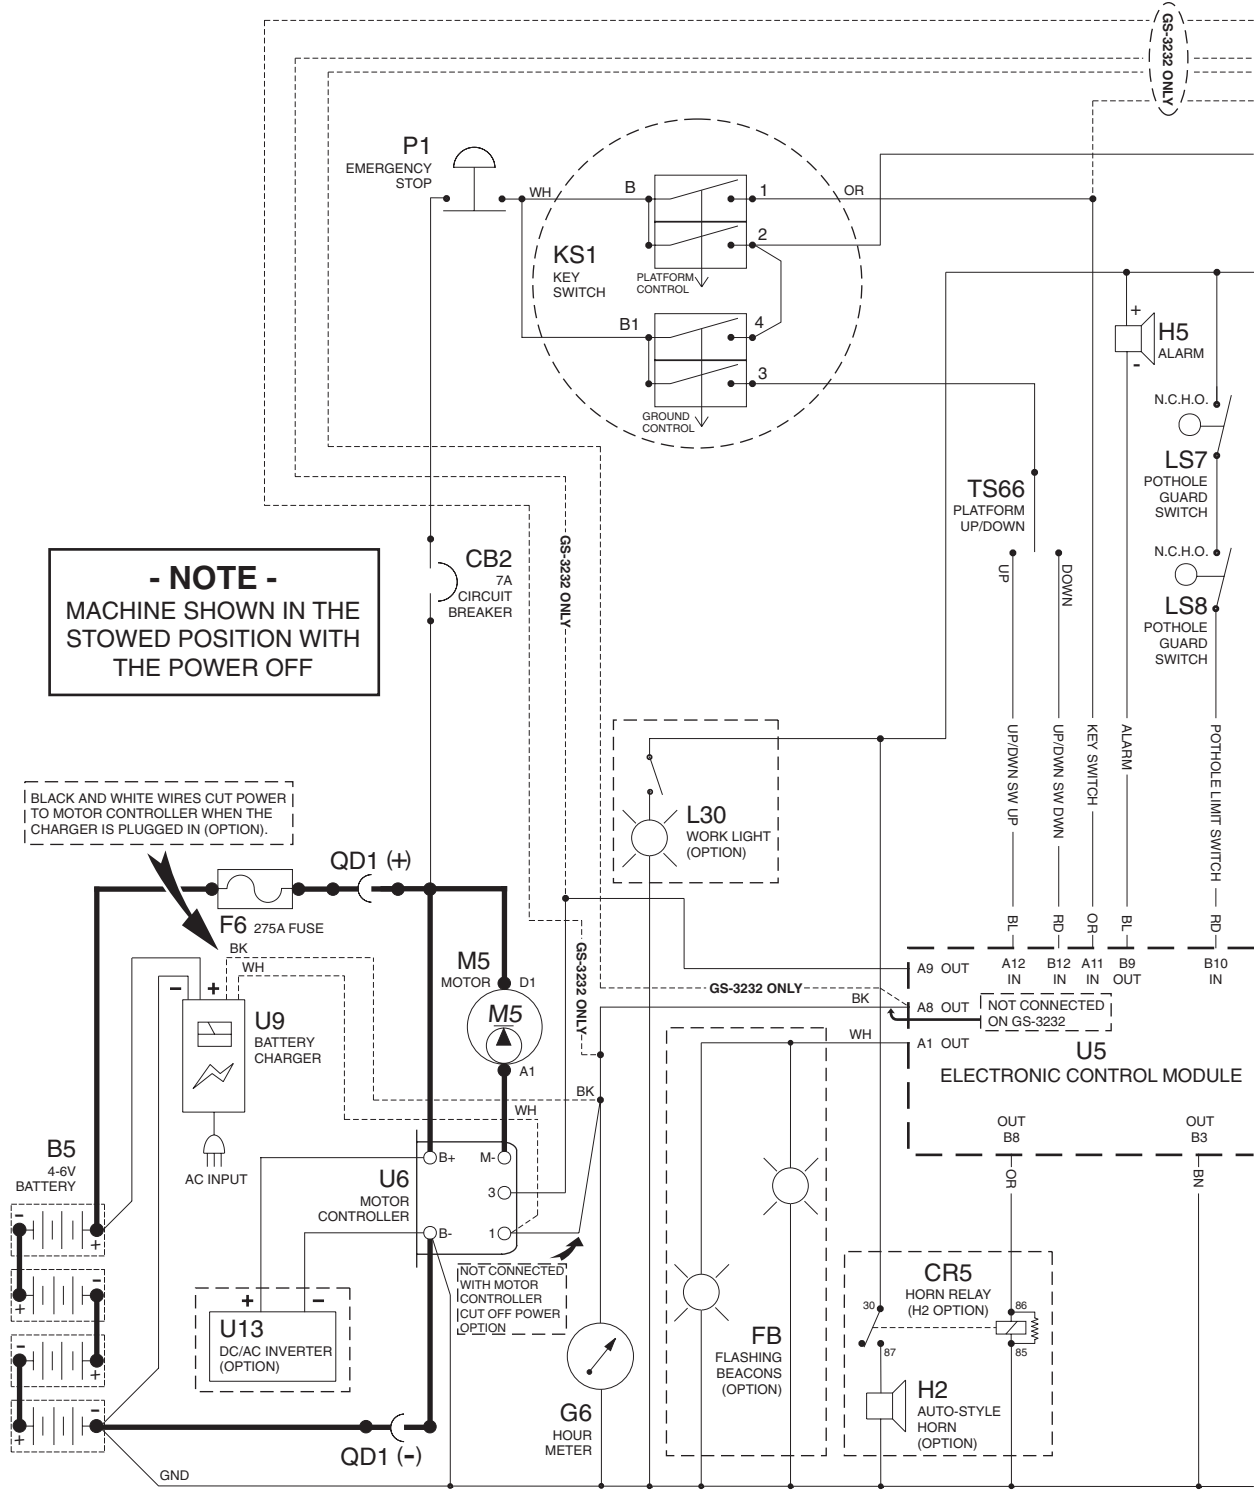 GS-3232 ONLY
P1
EMERGENCY
STOP
WH
B
1
OR
2
KS1
KEY
SWITCH
PLATFORM
CONTROL
B1
4
3
GROUND
CONTROL
+
H5
ALARM
-
N.C.H.O.
LS7
POTHOLE
GUARD
SWITCH
TS66
PLATFORM
UP/DOWN
UP
DOWN
N.C.H.O.
LS8
POTHOLE
GUARD
SWITCH
GS-3232 ONLY
CB2
7A
CIRCUIT
BREAKER
- NOTE -
MACHINE SHOWN IN THE
STOWED POSITION WITH
THE POWER OFF
UP/DWN SW UP
UP/DWN SW DWN
KEY SWITCH
ALARM
POTHOLE LIMIT SWITCH
BL
RD
OR
BL
RD
L30
WORK LIGHT
(OPTION)
BLACK AND WHITE WIRES CUT POWER
TO MOTOR CONTROLLER WHEN THE
CHARGER IS PLUGGED IN (OPTION).
QD1 (+)
F6 275A FUSE
BK
WH
- +
U9
BATTERY
CHARGER
AC INPUT
M5
MOTOR
D1
M5
A1
GS-3232 ONLY
GS-3232 ONLY
BK
WH
BK
WH
A9 OUT
A12
IN
B12
IN
A11
IN
B9
OUT
B10
IN
A8 OUT
NOT CONNECTED
ON GS-3232
A1 OUT
U5
ELECTRONIC CONTROL MODULE
OUT
B8
OUT
B3
OR
BN
B5
4-6V
BATTERY
-
+
+
-
-
+
+
-
U6
MOTOR
CONTROLLER
B+
M-
3
B-
1
NOT CONNECTED
WITH MOTOR
CONTROLLER
CUT OFF POWER
OPTION
+ -
U13
DC/AC INVERTER
(OPTION)
QD1 (-)
GND
G6
HOUR
METER
FB
FLASHING
BEACONS
(OPTION)
CR5
HORN RELAY
(H2 OPTION)
30
87
86
85
H2
AUTO-STYLE
HORN
(OPTION)